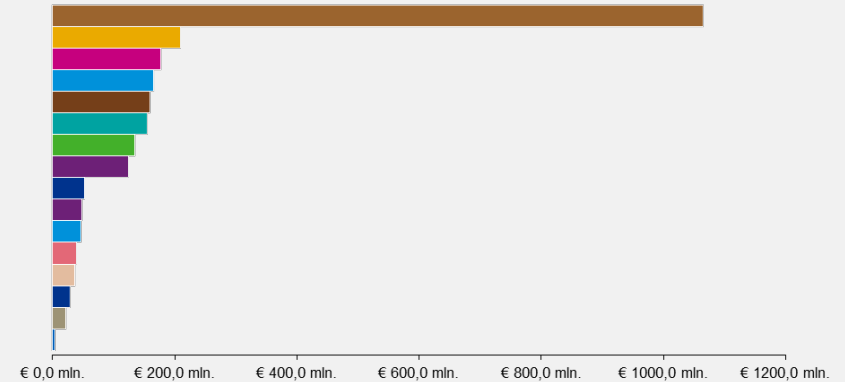 € 0,0 mln. € 200,0 mln. € 400,0 mln. € 600,0 mln. € 800,0 mln. € 1000,0 mln. € 1200,0 mln.